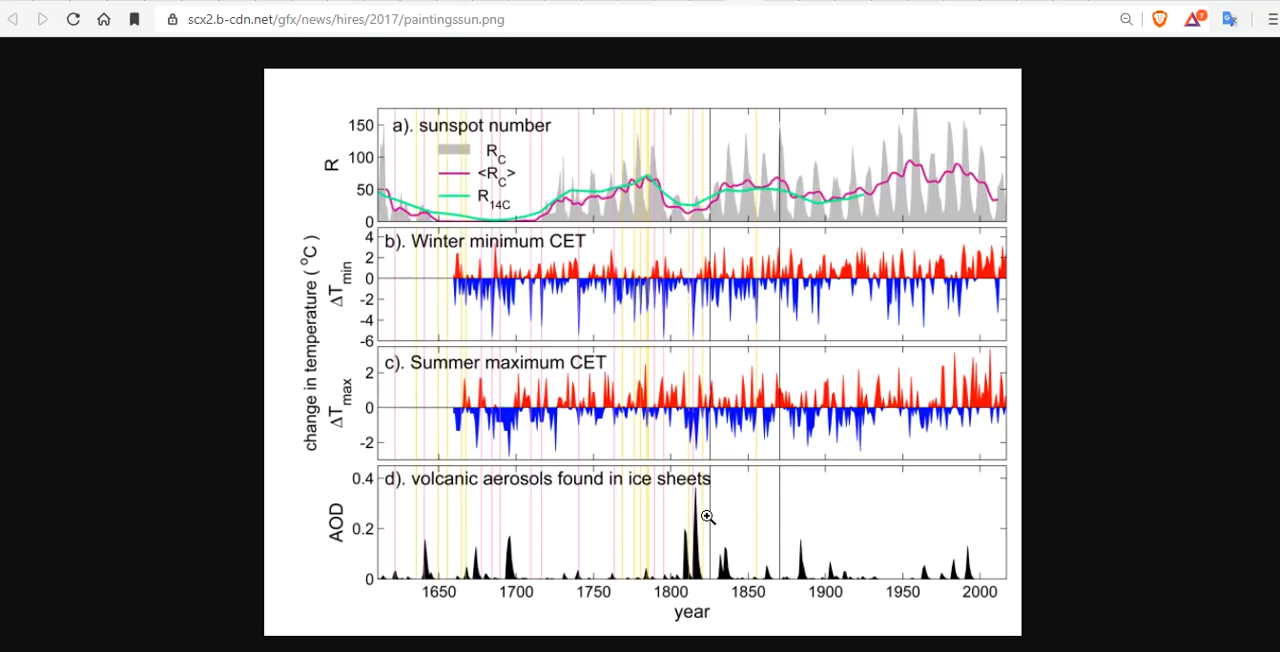 scx2.b-cdn.net/gfx/news/hires/2017/paintingssun.png
7
a). sunspot number
R
150
100
50
0
R_C
<R_C>
R_14C
b). Winter minimum CET
change in temperature ( °C )
ΔT_min
4
2
0
-2
-4
-6
c). Summer maximum CET
ΔT_max
2
0
-2
d). volcanic aerosols found in ice sheets
AOD
0.4
0.2
0
1650 1700 1750 1800 1850 1900 1950 2000
year